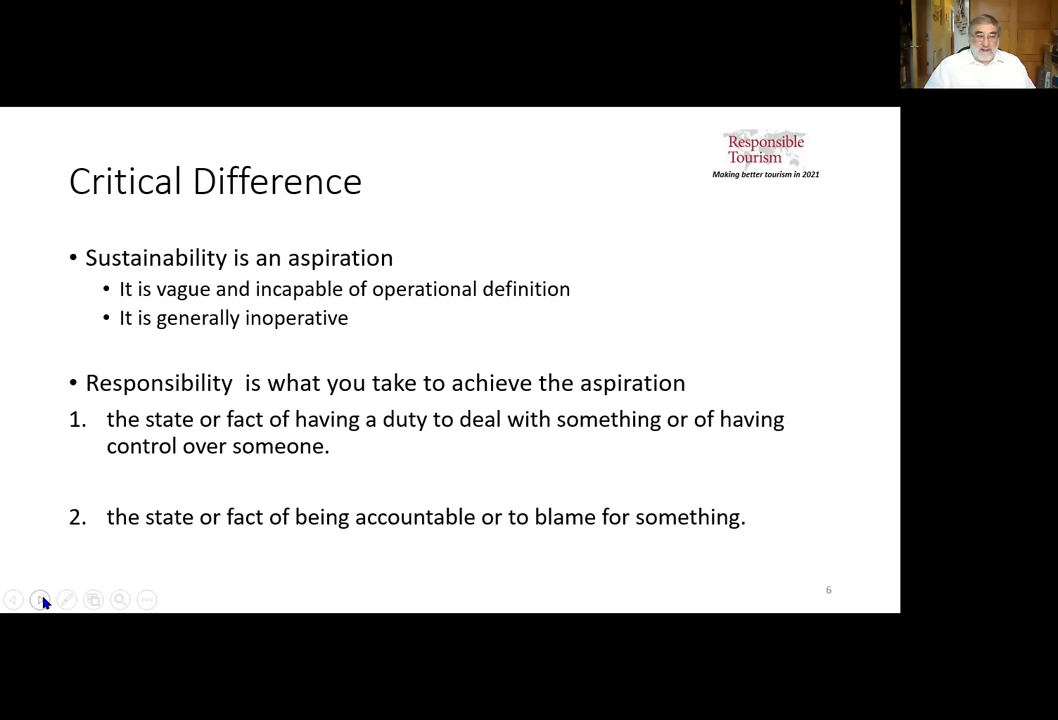 Responsible
Tourism
Making better tourism in 2021
Critical Difference
• Sustainability is an aspiration
• It is vague and incapable of operational definition
• It is generally inoperative
• Responsibility  is what you take to achieve the aspiration
1. the state or fact of having a duty to deal with something or of having
control over someone.
2. the state or fact of being accountable or to blame for something.
6